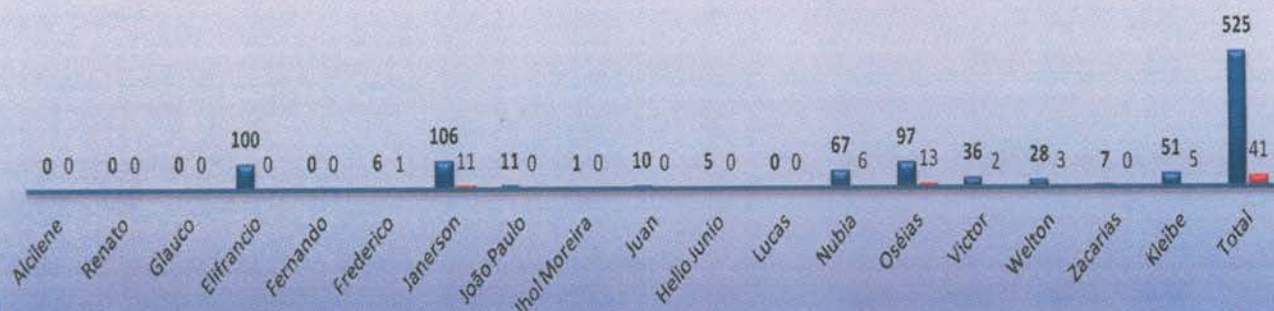 525
100 106 67 97 36 28 51 41
0 0 0 0 0 0 0 0 0 6 1 11 11 0 1 0 10 0 5 0 0 0 6 13 2 3 7 0 5
Alcilene Renato Glauco Elifrancio Fernando Frederico Janerson João Paulo Moreira Juan Hello Junio Lucas Nubia Oséias Victor Welton Zacarias Kleibe Total